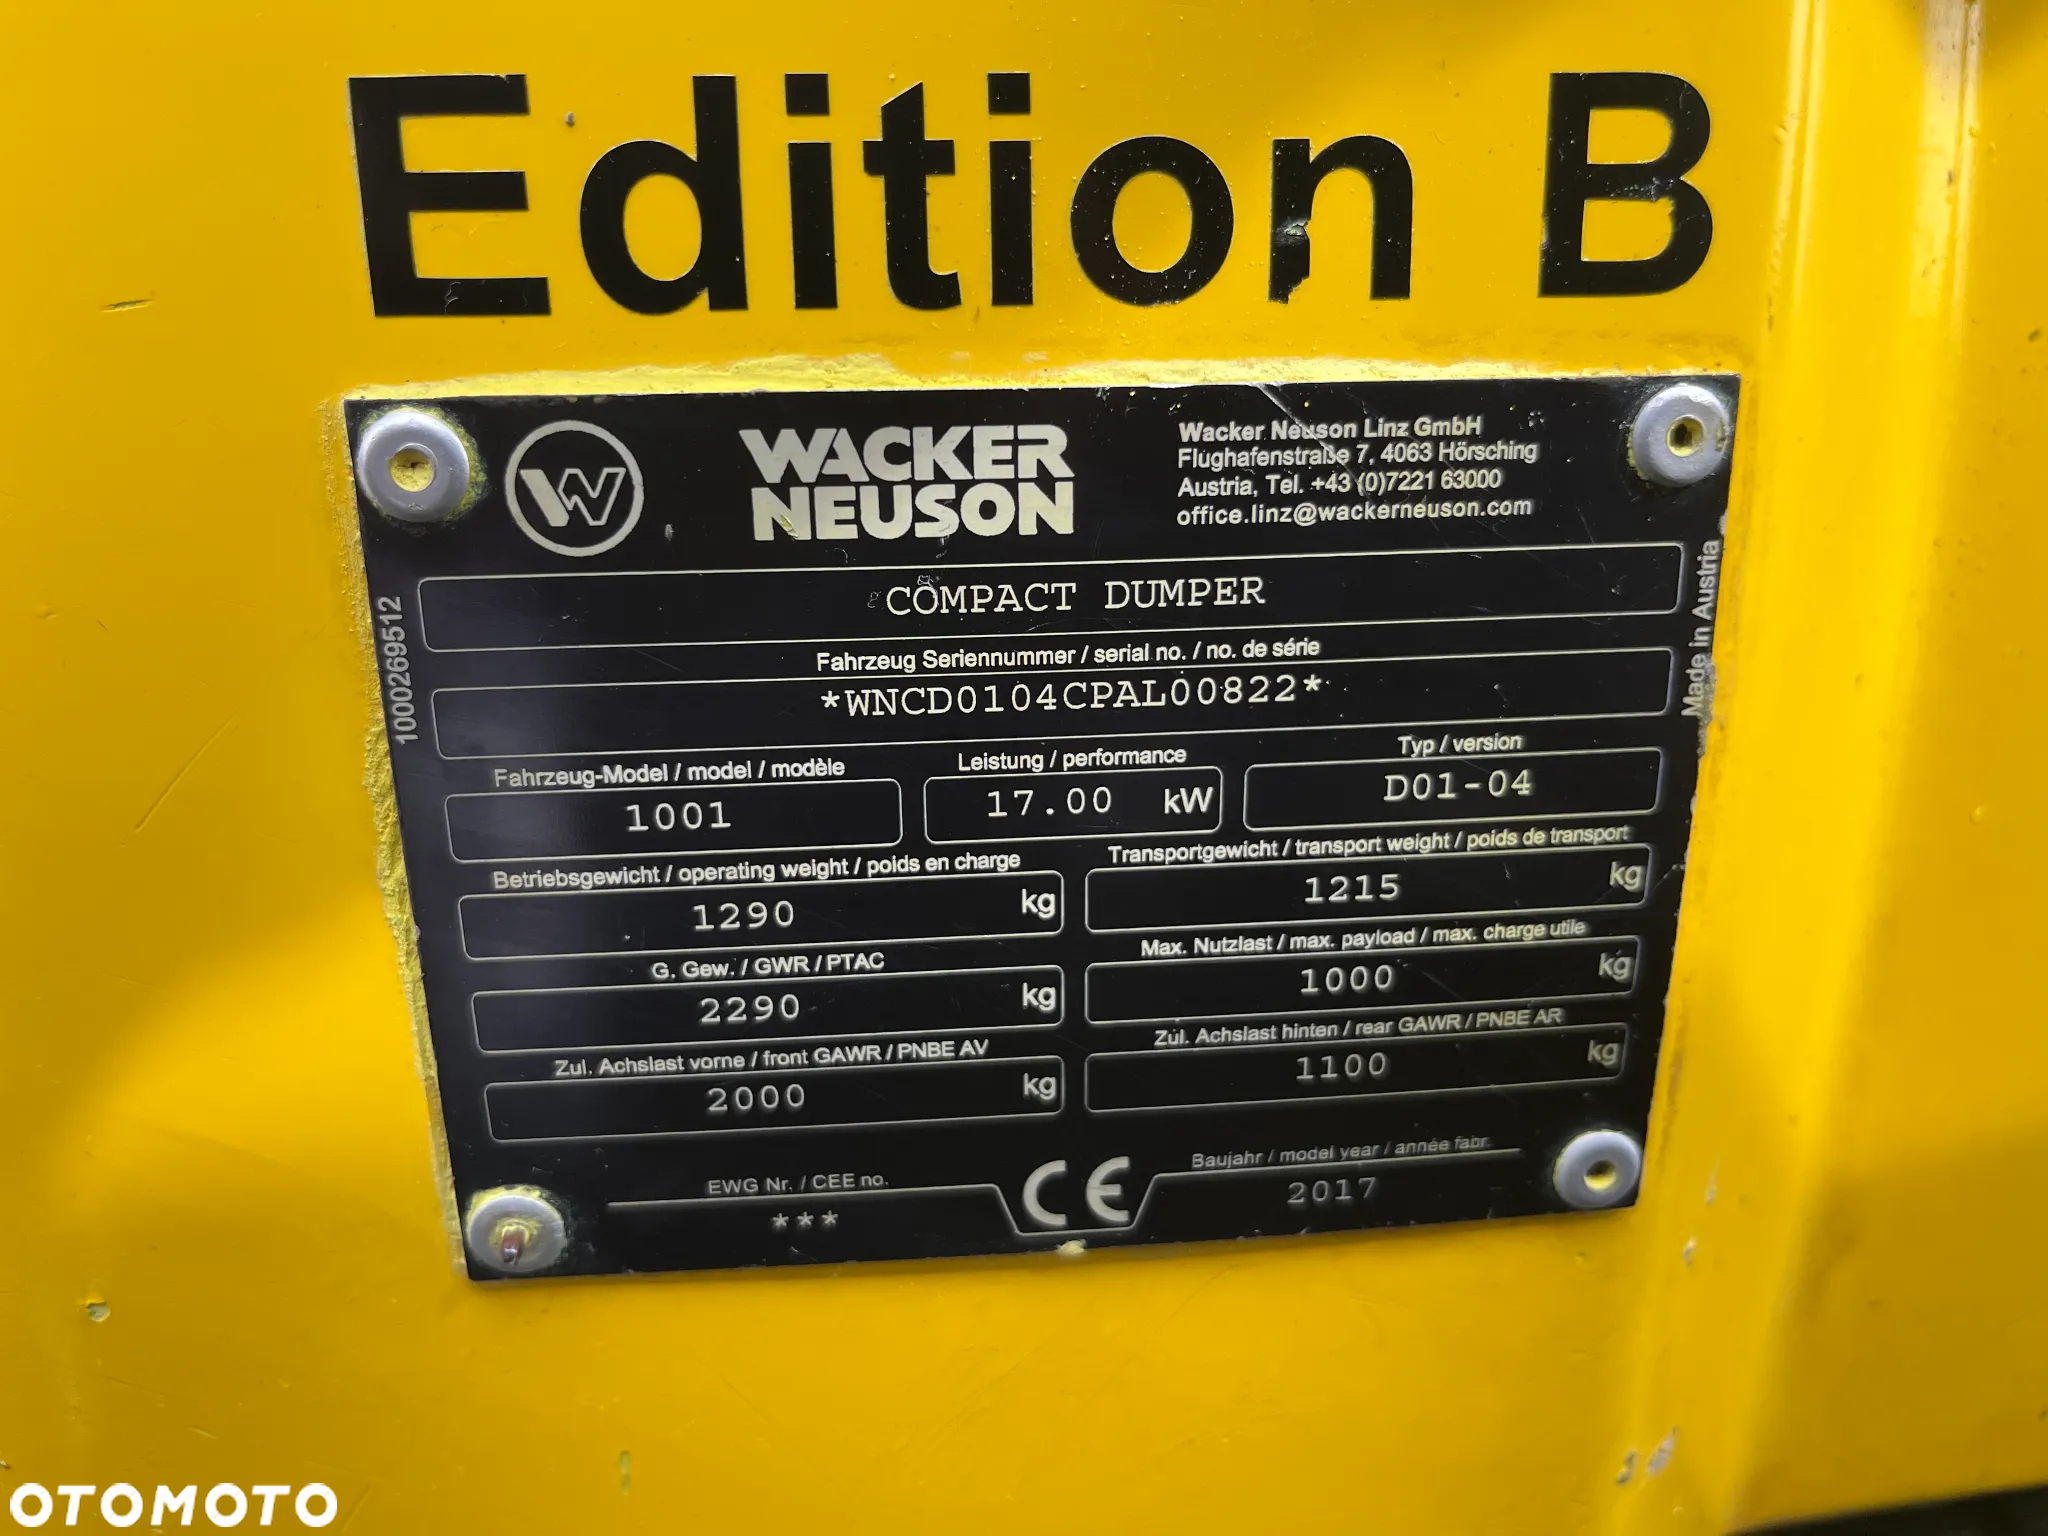 Edition B
W
WACKER
NEUSON
Wacker Neuson Linz GmbH
Flughafenstraße 7, 4063 Hörsching
Austria, Tel. +43 (0)7221 63000
office.linz@wackerneuson.com
COMPACT DUMPER
1000269512
Made in Austria
Fahrzeug Seriennummer / serial no. / no. de série
*WNCD0104CPAL00822*
Fahrzeug-Model / model / modèle
1001
Leistung / performance
17.00 kW
Typ / version
D01-04
Betriebsgewicht / operating weight / poids en charge
1290 kg
Transportgewicht / transport weight / poids de transport
1215 kg
G. Gew. / GWR / PTAC
2290 kg
Max. Nutzlast / max. payload / max. charge utile
1000 kg
Zul. Achslast vorne / front GAWR / PNBE AV
2000 kg
Zul. Achslast hinten / rear GAWR / PNBE AR
1100 kg
EWG Nr. / CEE no.
***
CE
Baujahr / model year / année fabr.
2017
OTOMOTO